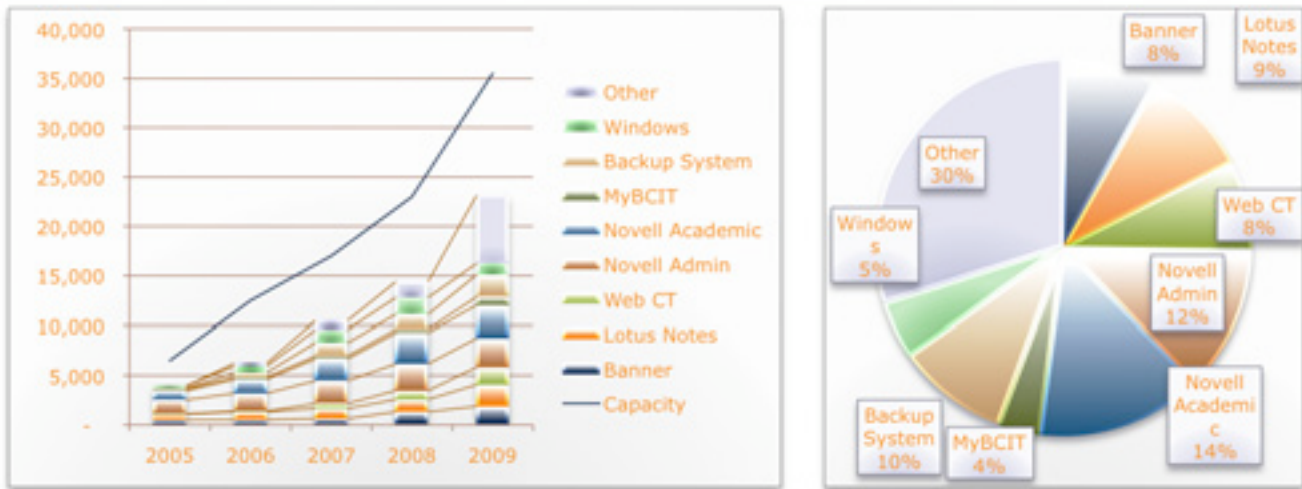 40,000
35,000
30,000
25,000
20,000
15,000
10,000
5,000
-
2005 2006 2007 2008 2009
Other
Windows
Backup System
MyBCIT
Novell Academic
Novell Admin
Web CT
Lotus Notes
Banner
Capacity
Banner
8%
Lotus
Notes
9%
Web CT
8%
Novell
Admin
12%
Novell
Academi
c
14%
MyBCIT
4%
Backup
System
10%
Window
s
5%
Other
30%